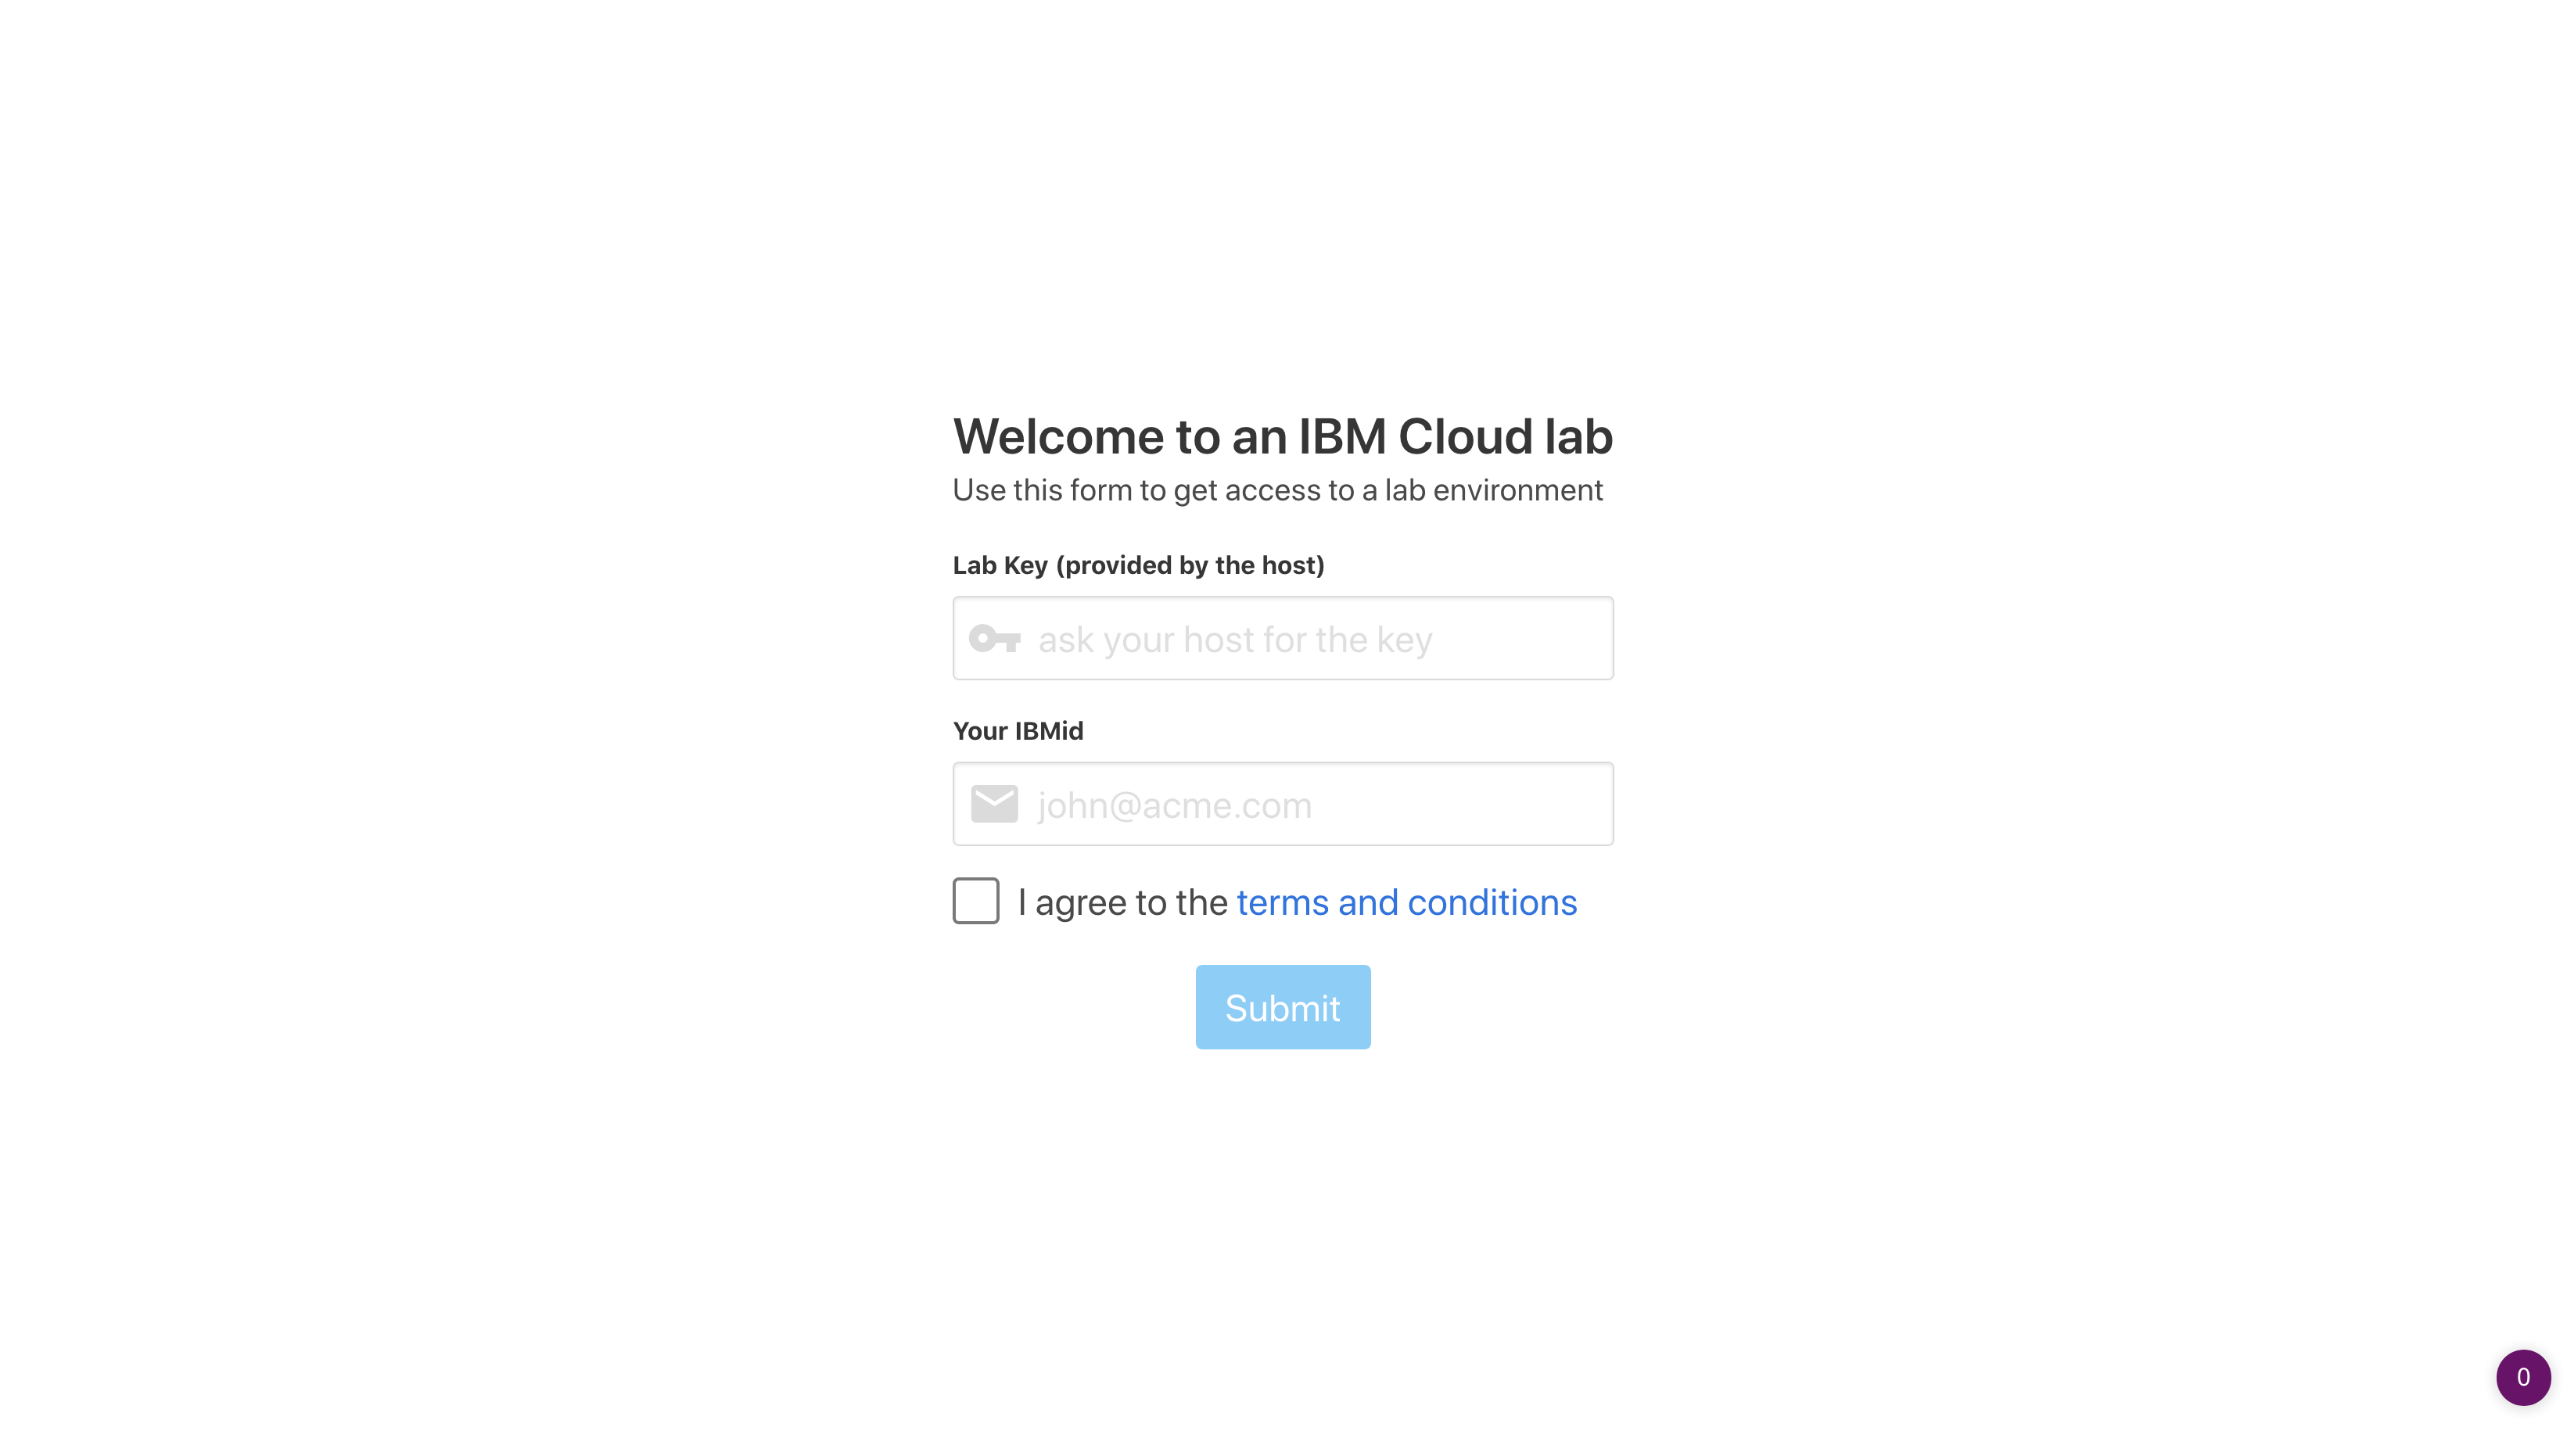 Welcome to an IBM Cloud lab
Use this form to get access to a lab environment
Lab Key (provided by the host)
ask your host for the key
Your IBMid
john@acme.com
I agree to the terms and conditions
Submit
0